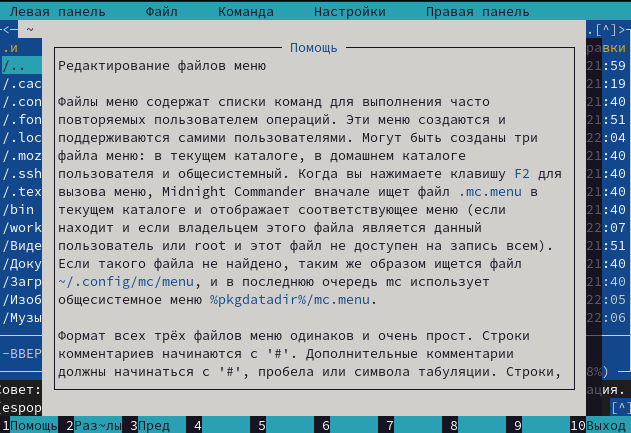 Левая панель Файл Команда Настройки Правая панель
<─ ~ .[^]>
.и равки
Помощь
/.. 21:59
Редактирование файлов меню
/.cac 21:19
/.con 21:40
Файлы меню содержат списки команд для выполнения часто
/.fon 21:51
повторяемых пользователем операций. Эти меню создаются и
/.loc 22:04
поддерживаются самими пользователями. Могут быть созданы три
/.moz 21:40
файла меню: в текущем каталоге, в домашнем каталоге
/.ssh 21:40
пользователя и общесистемный. Когда вы нажимаете клавишу F2 для
/.tex 21:40
вызова меню, Midnight Commander вначале ищет файл .mc.menu в
/bin 21:40
текущем каталоге и отображает соответствующее меню (если
/work 22:07
находит и если владельцем этого файла является данный
/Виде 21:51
пользователь или root и этот файл не доступен на запись всем).
/Доку 21:40
Если такого файла не найдено, таким же образом ищется файл
/Загр 21:40
~/.config/mc/menu, и в последнюю очередь mc использует
/Изоб 22:05
общесистемное меню %pkgdatadir%/mc.menu.
/Музы 22:06
Формат всех трёх файлов меню одинаков и очень прост. Строки
-ВВЕР
комментариев начинаются с '#'. Дополнительные комментарии
8%)
должны начинаться с '#', пробела или символа табуляции. Строки,
Совет: ация.
[espop [^]
1Помощь 2Раз~лы 3Пред 4 5 6 7 8 9 10Выход